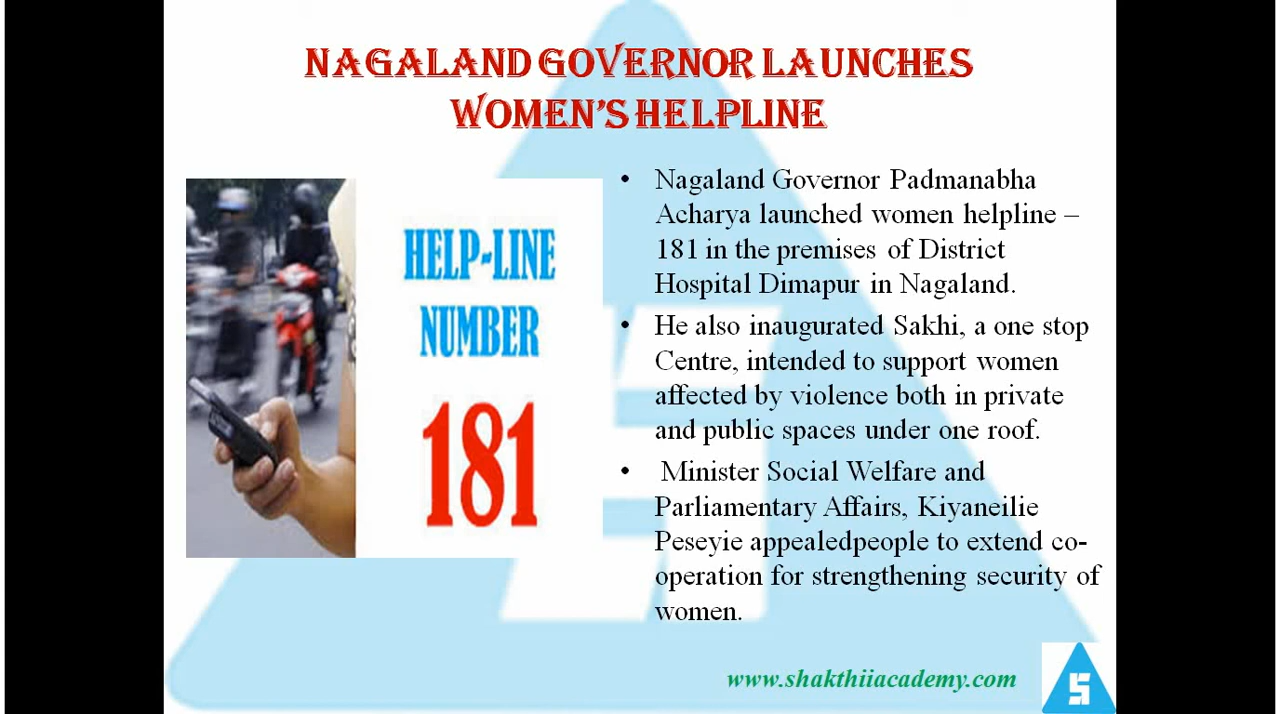 NAGALAND GOVERNOR LAUNCHES
WOMEN'S HELPLINE
HELP-LINE
NUMBER
181
• Nagaland Governor Padmanabha
Acharya launched women helpline –
181 in the premises of District
Hospital Dimapur in Nagaland.
• He also inaugurated Sakhi, a one stop
Centre, intended to support women
affected by violence both in private
and public spaces under one roof.
• Minister Social Welfare and
Parliamentary Affairs, Kiyaneilie
Peseyie appealedpeople to extend co-
operation for strengthening security of
women.
www.shakthiiacademy.com
S